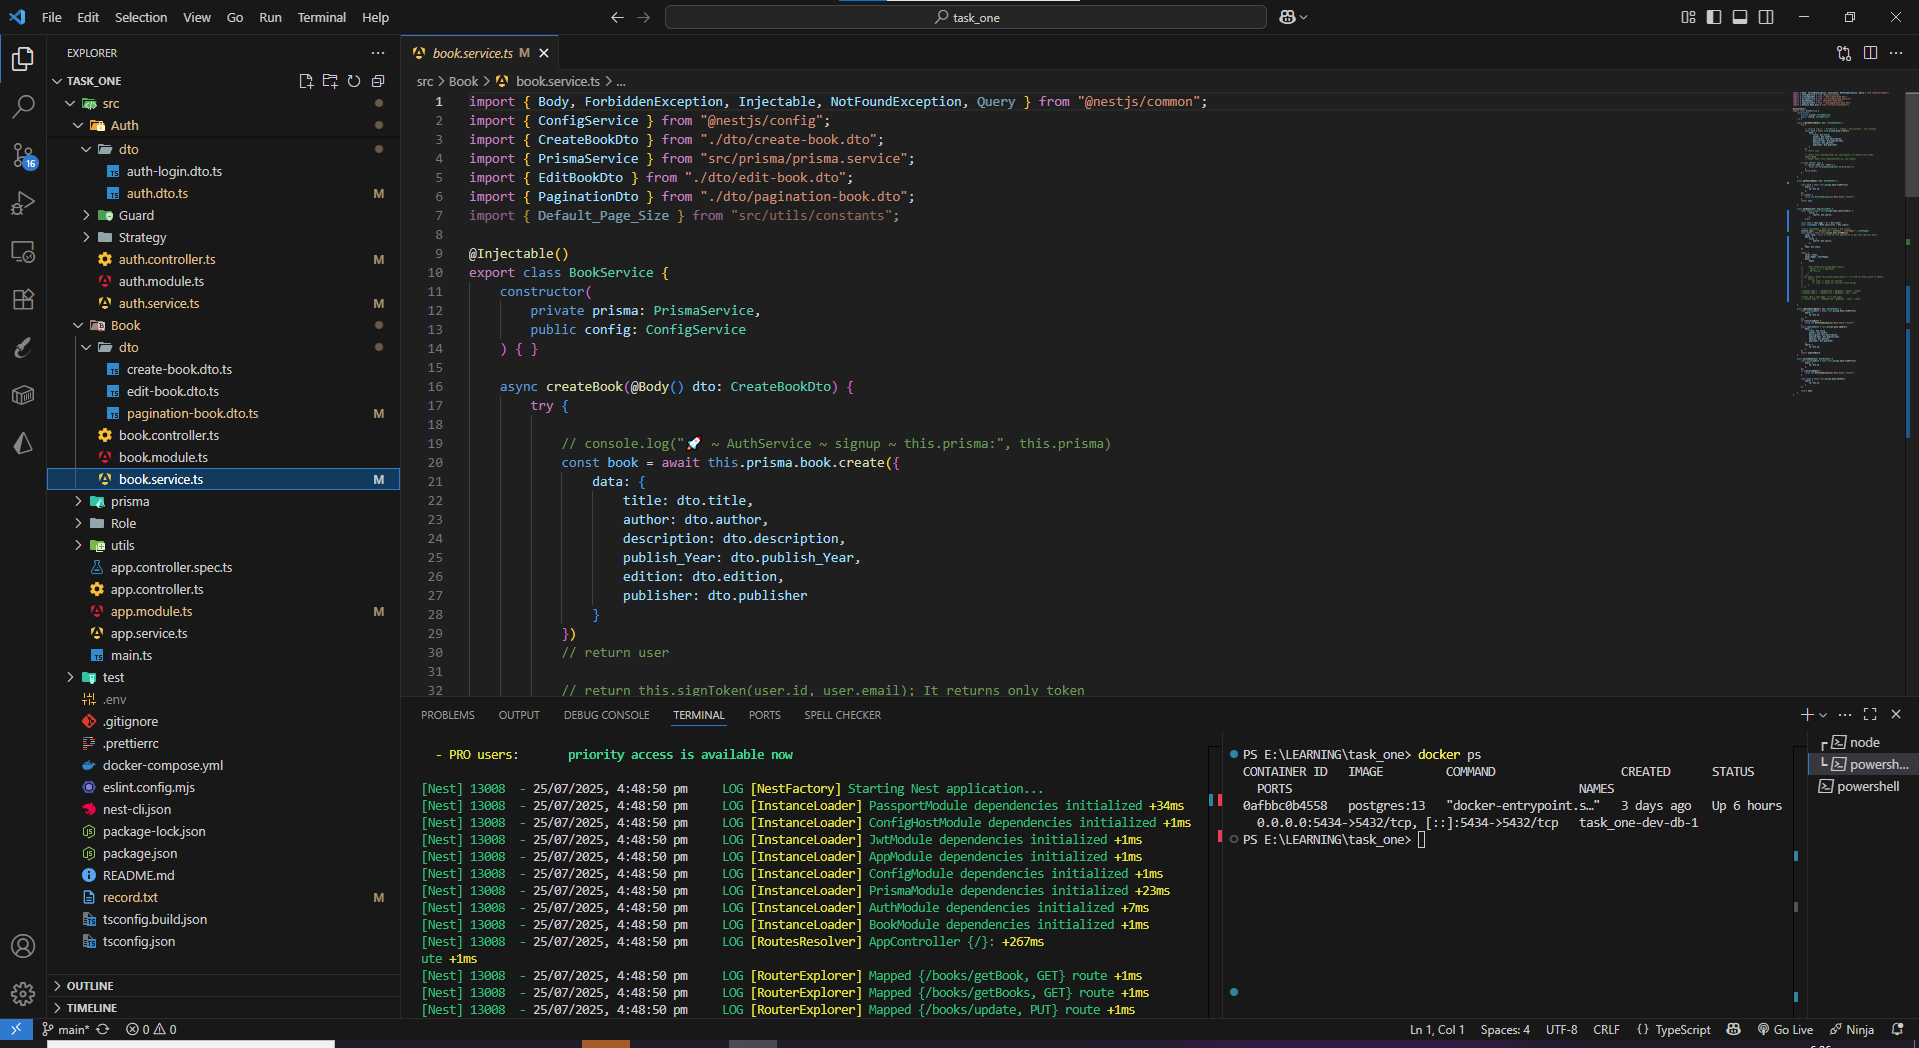 File Edit Selection View Go Run Terminal Help
task_one
EXPLORER
TASK_ONE
src
Auth
dto
auth-login.dto.ts
auth.dto.ts M
Guard
Strategy
auth.controller.ts M
auth.module.ts
auth.service.ts M
Book
dto
create-book.dto.ts
edit-book.dto.ts
pagination-book.dto.ts M
book.controller.ts
book.module.ts
book.service.ts M
prisma
Role
utils
app.controller.spec.ts
app.controller.ts
app.module.ts M
app.service.ts
main.ts
test
.env
.gitignore
.prettierrc
docker-compose.yml
eslint.config.mjs
nest-cli.json
package-lock.json
package.json
README.md
record.txt M
tsconfig.build.json
tsconfig.json
OUTLINE
TIMELINE
16
book.service.ts M
src > Book > book.service.ts > ...
1 import { Body, ForbiddenException, Injectable, NotFoundException, Query } from "@nestjs/common";
2 import { ConfigService } from "@nestjs/config";
3 import { CreateBookDto } from "./dto/create-book.dto";
4 import { PrismaService } from "src/prisma/prisma.service";
5 import { EditBookDto } from "./dto/edit-book.dto";
6 import { PaginationDto } from "./dto/pagination-book.dto";
7 import { Default_Page_Size } from "src/utils/constants";
8
9 @Injectable()
10 export class BookService {
11 constructor(
12 private prisma: PrismaService,
13 public config: ConfigService
14 ) { }
15
16 async createBook(@Body() dto: CreateBookDto) {
17 try {
18
19 // console.log("🚀 ~ AuthService ~ signup ~ this.prisma:", this.prisma)
20 const book = await this.prisma.book.create({
21 data: {
22 title: dto.title,
23 author: dto.author,
24 description: dto.description,
25 publish_Year: dto.publish_Year,
26 edition: dto.edition,
27 publisher: dto.publisher
28 }
29 })
30 // return user
31
32 // return this.signToken(user.id, user.email); It returns only token
PROBLEMS OUTPUT DEBUG CONSOLE TERMINAL PORTS SPELL CHECKER
- PRO users: priority access is available now
[Nest] 13008 - 25/07/2025, 4:48:50 pm LOG [NestFactory] Starting Nest application...
[Nest] 13008 - 25/07/2025, 4:48:50 pm LOG [InstanceLoader] PassportModule dependencies initialized +34ms
[Nest] 13008 - 25/07/2025, 4:48:50 pm LOG [InstanceLoader] ConfigHostModule dependencies initialized +1ms
[Nest] 13008 - 25/07/2025, 4:48:50 pm LOG [InstanceLoader] JwtModule dependencies initialized +1ms
[Nest] 13008 - 25/07/2025, 4:48:50 pm LOG [InstanceLoader] AppModule dependencies initialized +1ms
[Nest] 13008 - 25/07/2025, 4:48:50 pm LOG [InstanceLoader] ConfigModule dependencies initialized +1ms
[Nest] 13008 - 25/07/2025, 4:48:50 pm LOG [InstanceLoader] PrismaModule dependencies initialized +23ms
[Nest] 13008 - 25/07/2025, 4:48:50 pm LOG [InstanceLoader] AuthModule dependencies initialized +7ms
[Nest] 13008 - 25/07/2025, 4:48:50 pm LOG [InstanceLoader] BookModule dependencies initialized +1ms
[Nest] 13008 - 25/07/2025, 4:48:50 pm LOG [RoutesResolver] AppController {/}: +267ms
ute +1ms
[Nest] 13008 - 25/07/2025, 4:48:50 pm LOG [RouterExplorer] Mapped {/books/getBook, GET} route +1ms
[Nest] 13008 - 25/07/2025, 4:48:50 pm LOG [RouterExplorer] Mapped {/books/getBooks, GET} route +1ms
[Nest] 13008 - 25/07/2025, 4:48:50 pm LOG [RouterExplorer] Mapped {/books/update, PUT} route +1ms
PS E:\LEARNING\task_one> docker ps
CONTAINER ID IMAGE COMMAND CREATED STATUS
PORTS NAMES
0afbbc0b4558 postgres:13 "docker-entrypoint.s…" 3 days ago Up 6 hours
0.0.0.0:5434->5432/tcp, [::]:5434->5432/tcp task_one-dev-db-1
PS E:\LEARNING\task_one>
node
powersh...
powershell
main* 0 0 Ln 1, Col 1 Spaces: 4 UTF-8 CRLF {} TypeScript Go Live Ninja